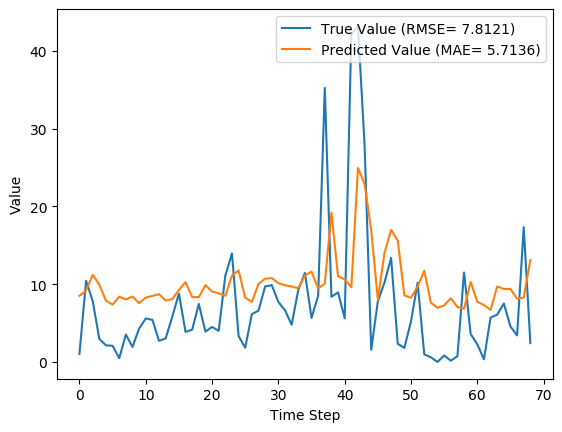 True Value (RMSE= 7.8121)
Predicted Value (MAE= 5.7136)
40
30
20
10
0
Value
0 10 20 30 40 50 60 70
Time Step